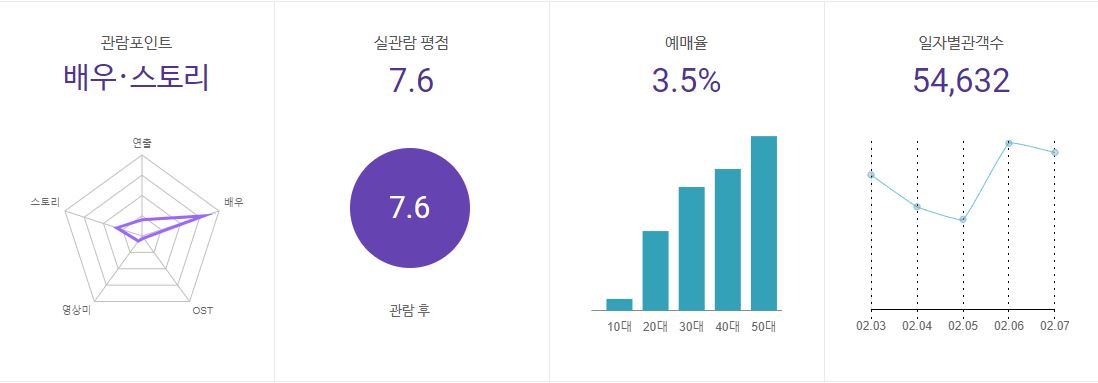 관람포인트
배우·스토리
연출
스토리
배우
영상미
OST
실관람 평점
7.6
7.6
관람 후
예매율
3.5%
10대 20대 30대 40대 50대
일자별관객수
54,632
02.03 02.04 02.05 02.06 02.07